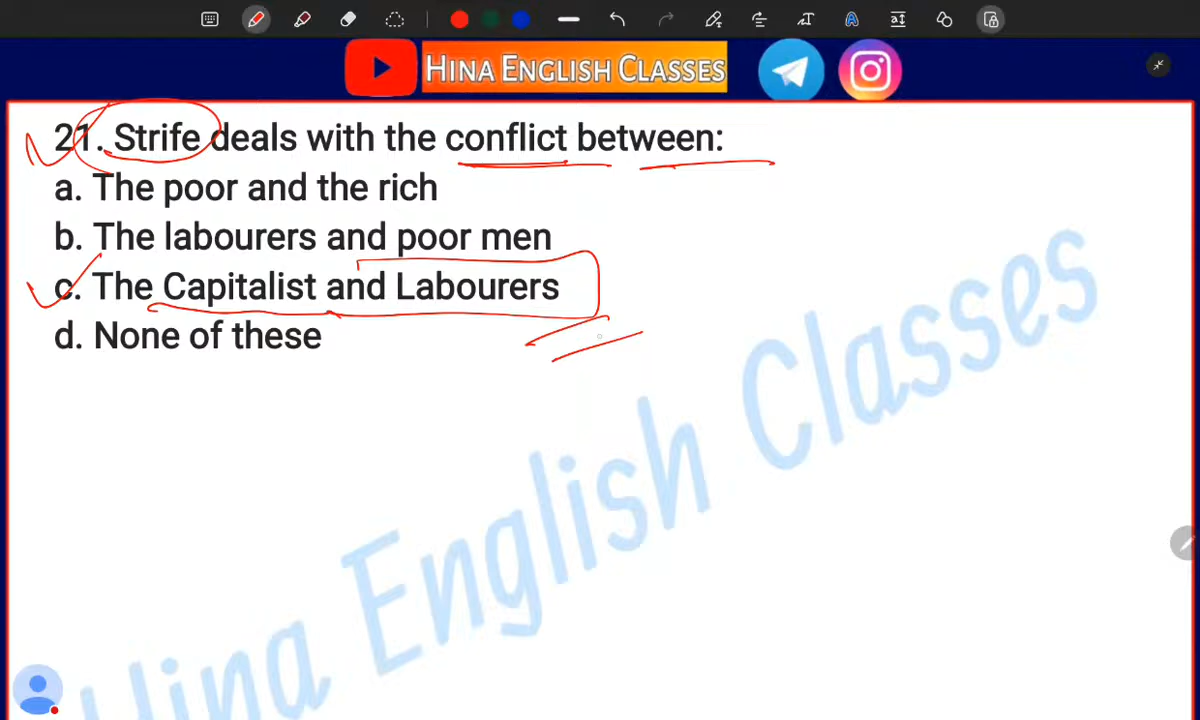 HINA ENGLISH CLASSES
21. Strife deals with the conflict between:
a. The poor and the rich
b. The labourers and poor men
c. The Capitalist and Labourers
d. None of these
Hina English Classes